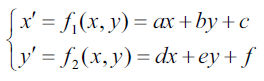 x' = f₁(x, y) = ax + by + c
y' = f₂(x, y) = dx + ey + f